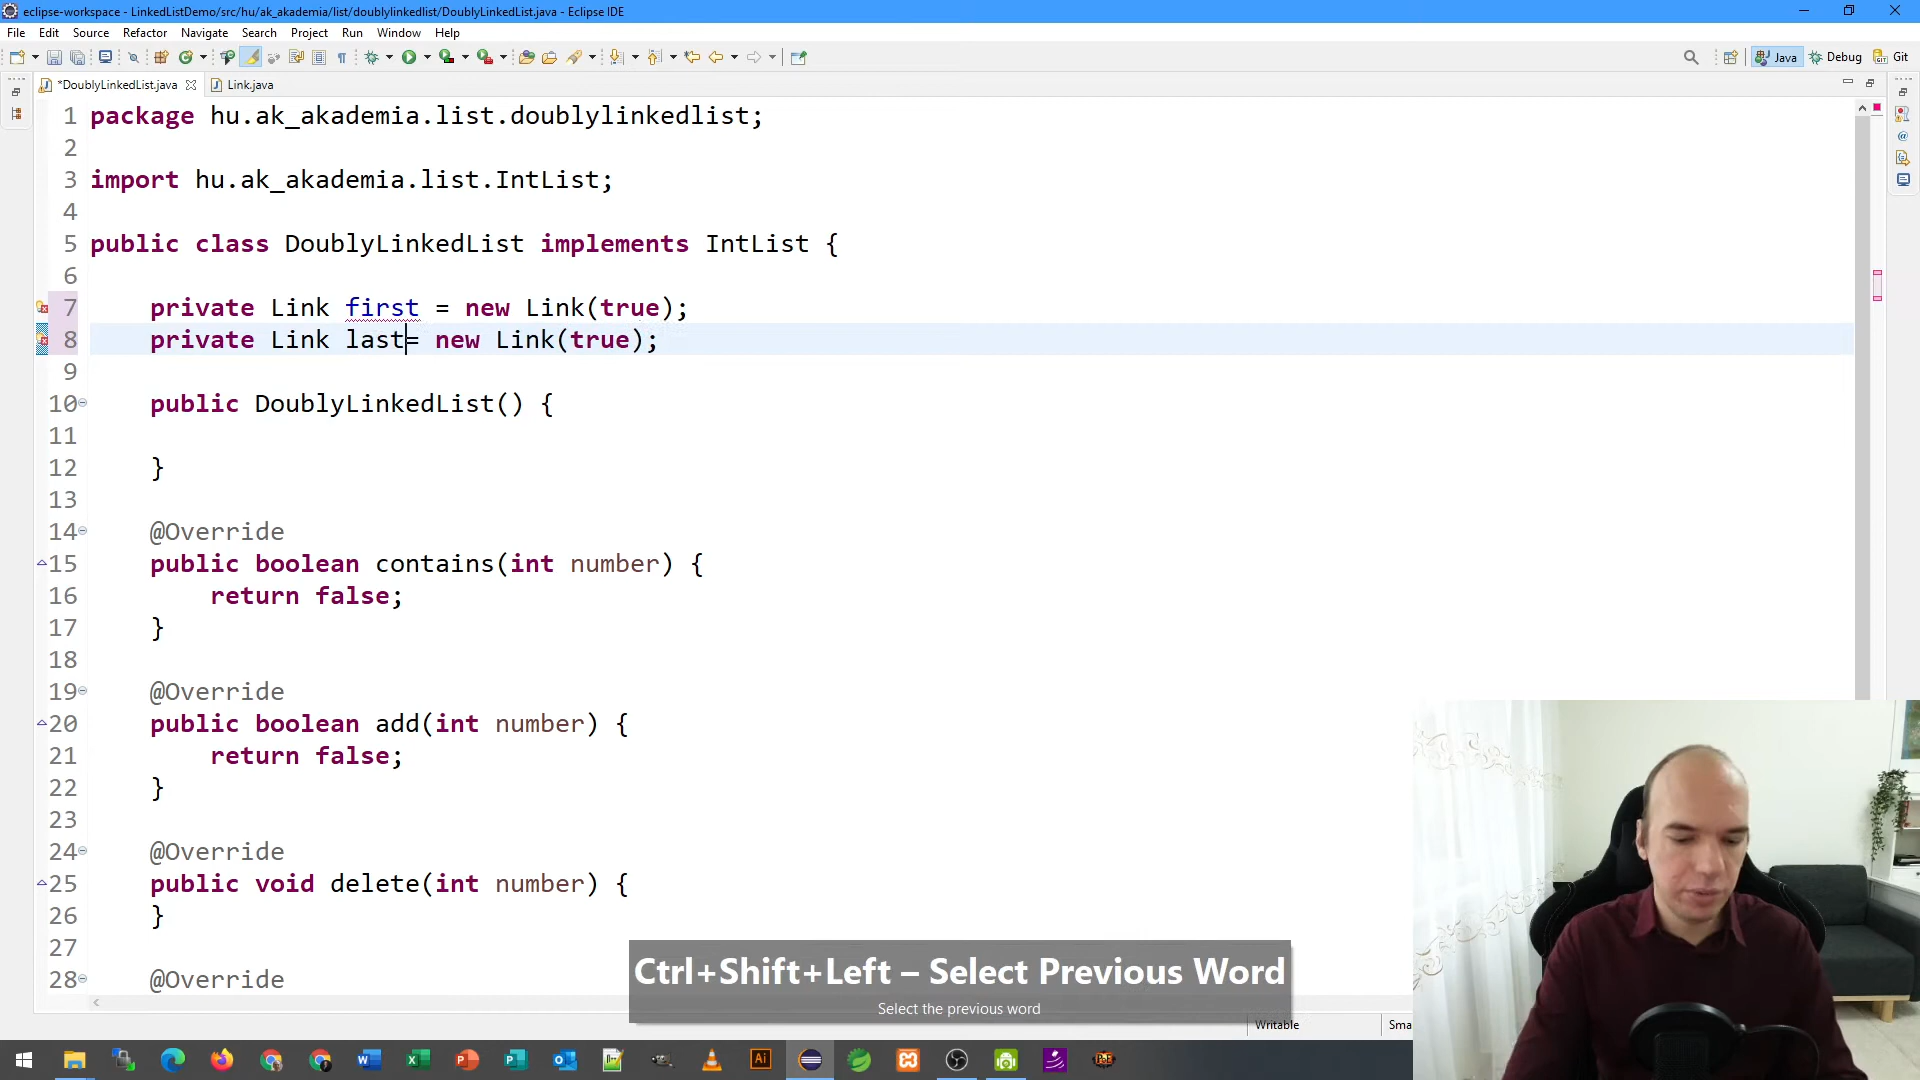 eclipse-workspace - LinkedListDemo/src/hu/ak_akademia/list/doublylinkedlist/DoublyLinkedList.java - Eclipse IDE
File Edit Source Refactor Navigate Search Project Run Window Help
Java Debug Git
*DoublyLinkedList.java Link.java
1 package hu.ak_akademia.list.doublylinkedlist;
2
3 import hu.ak_akademia.list.IntList;
4
5 public class DoublyLinkedList implements IntList {
6
7 private Link first = new Link(true);
8 private Link last= new Link(true);
9
10 public DoublyLinkedList() {
11
12 }
13
14 @Override
15 public boolean contains(int number) {
16 return false;
17 }
18
19 @Override
20 public boolean add(int number) {
21 return false;
22 }
23
24 @Override
25 public void delete(int number) {
26 }
27
28 @Override
Ctrl+Shift+Left – Select Previous Word
Select the previous word
Writable Sma